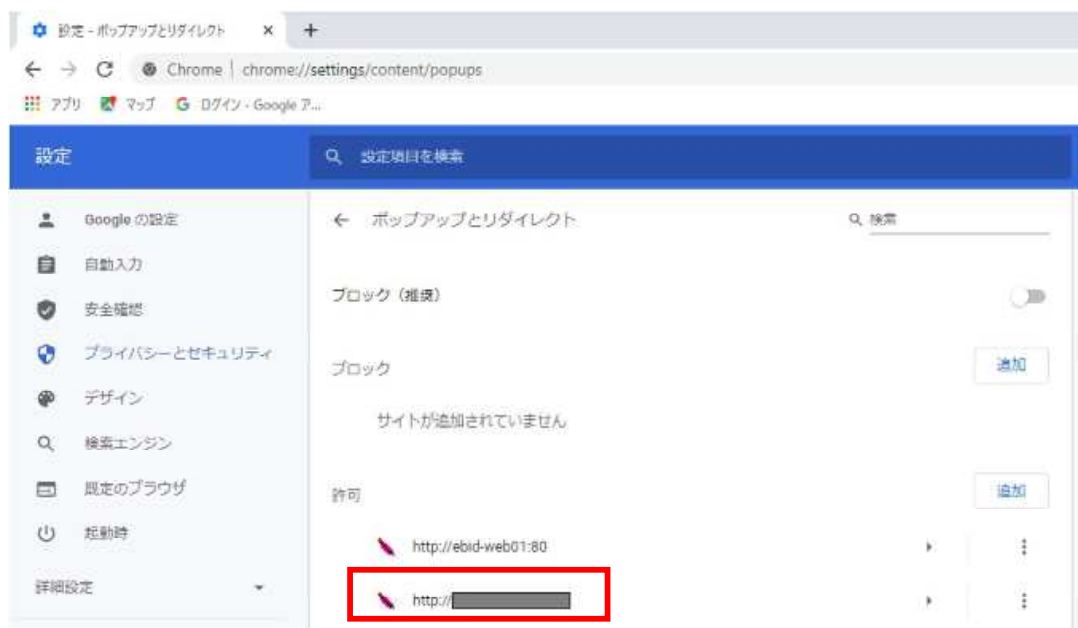 設定 - ポップアップとリダイレクト × +
← → C Chrome | chrome://settings/content/popups
アプリ マップ G ログイン - Google ア...
設定
設定項目を検索
Google の設定
自動入力
安全確認
プライバシーとセキュリティ
デザイン
検索エンジン
既定のブラウザ
起動時
詳細設定
← ポップアップとリダイレクト
検索
ブロック（推奨）
ブロック
追加
サイトが追加されていません
許可
追加
http://ebid-web01:80
http://